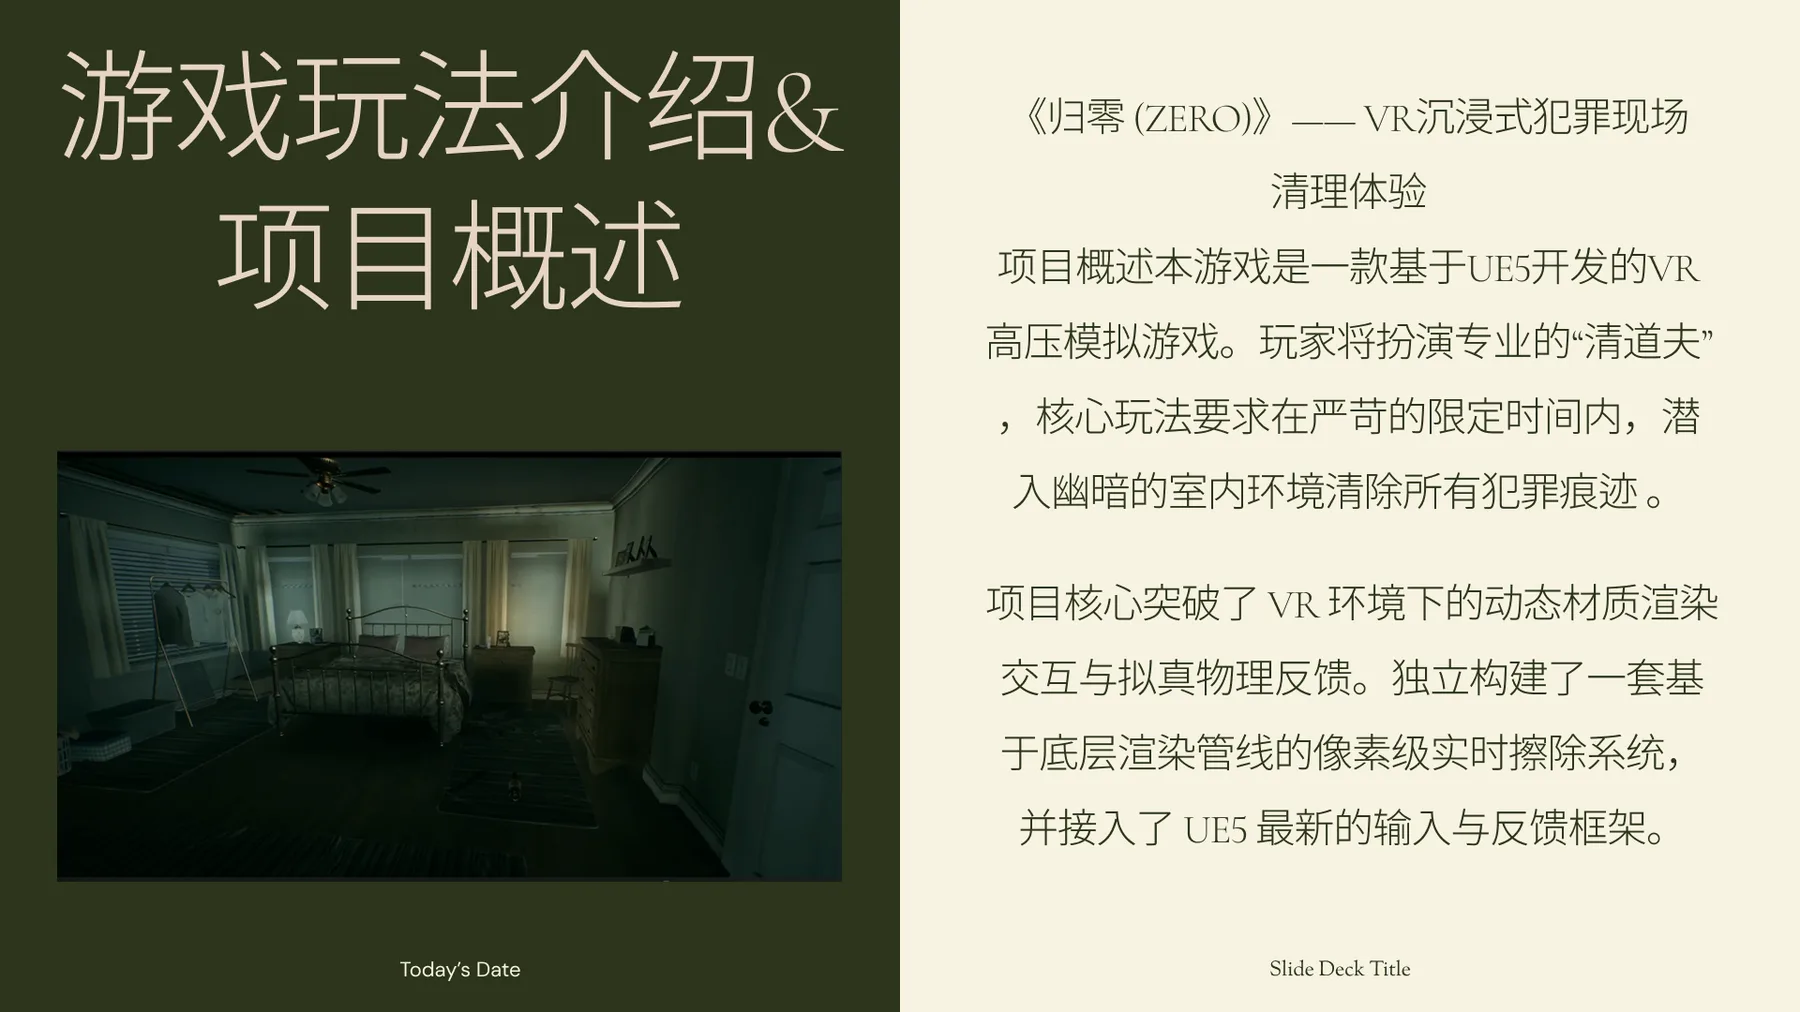 游戏玩法介绍&
项目概述
Today's Date
《归零 (ZERO)》—— VR沉浸式犯罪现场
清理体验
项目概述本游戏是一款基于UE5开发的VR
高压模拟游戏。玩家将扮演专业的“清道夫”
，核心玩法要求在严苛的限定时间内，潜
入幽暗的室内环境清除所有犯罪痕迹 。
项目核心突破了 VR 环境下的动态材质渲染
交互与拟真物理反馈。独立构建了一套基
于底层渲染管线的像素级实时擦除系统，
并接入了 UE5 最新的输入与反馈框架。
Slide Deck Title